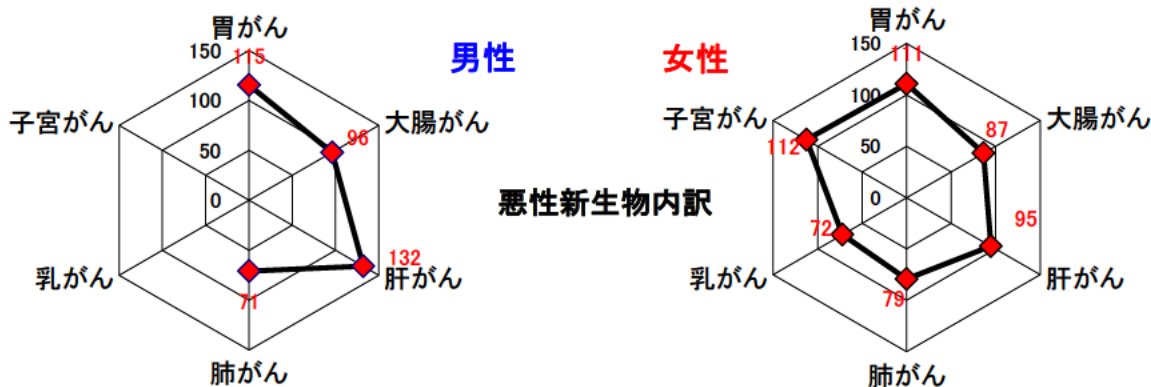 胃がん
150
115
男性
100
96
大腸がん
子宮がん
50
0
132
肝がん
乳がん
71
肺がん
悪性新生物内訳
女性
胃がん
150
111
100
87
大腸がん
子宮がん
112
50
0
95
72
肝がん
乳がん
79
肺がん